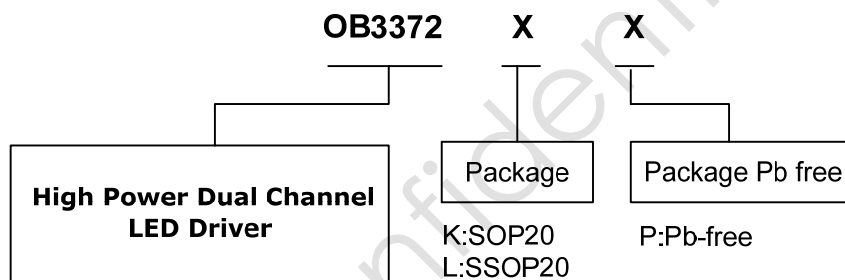 OB3372 X X
High Power Dual Channel
LED Driver
Package
K:SOP20
L:SSOP20
Package Pb free
P:Pb-free